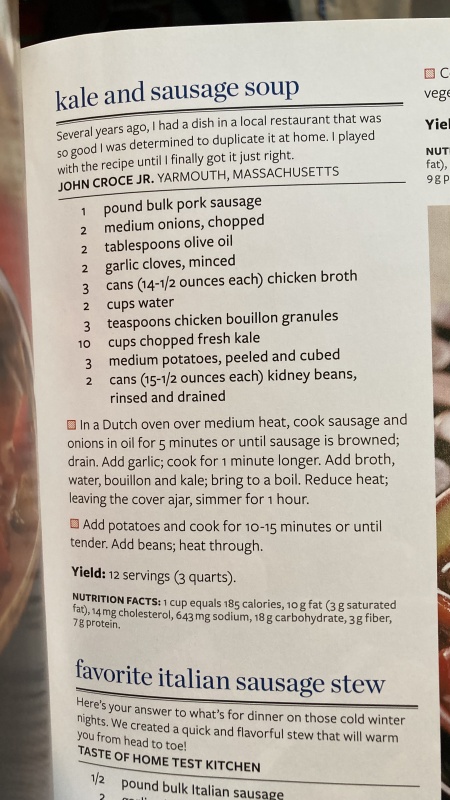 kale and sausage soup
Several years ago, I had a dish in a local restaurant that was
so good I was determined to duplicate it at home. I played
with the recipe until I finally got it just right.
JOHN CROCE JR. YARMOUTH, MASSACHUSETTS
1 pound bulk pork sausage
2 medium onions, chopped
2 tablespoons olive oil
2 garlic cloves, minced
3 cans (14-1/2 ounces each) chicken broth
2 cups water
3 teaspoons chicken bouillon granules
10 cups chopped fresh kale
3 medium potatoes, peeled and cubed
2 cans (15-1/2 ounces each) kidney beans,
rinsed and drained
In a Dutch oven over medium heat, cook sausage and
onions in oil for 5 minutes or until sausage is browned;
drain. Add garlic; cook for 1 minute longer. Add broth,
water, bouillon and kale; bring to a boil. Reduce heat;
leaving the cover ajar, simmer for 1 hour.
Add potatoes and cook for 10-15 minutes or until
tender. Add beans; heat through.
Yield: 12 servings (3 quarts).
NUTRITION FACTS: 1 cup equals 185 calories, 10 g fat (3 g saturated
fat), 14 mg cholesterol, 643 mg sodium, 18 g carbohydrate, 3 g fiber,
7 g protein.
favorite italian sausage stew
Here's your answer to what's for dinner on those cold winter
nights. We created a quick and flavorful stew that will warm
you from head to toe!
TASTE OF HOME TEST KITCHEN
1/2 pound bulk Italian sausage
2
fat),
9 g p